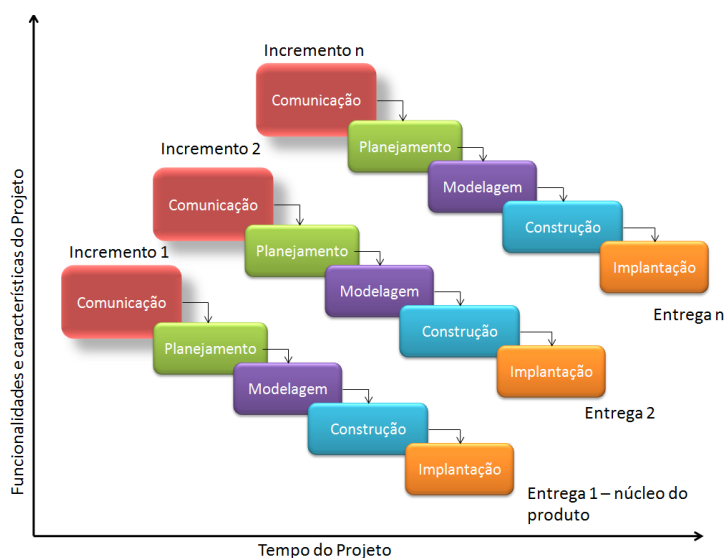 Incremento n
Comunicação
Planejamento
Modelagem
Construção
Implantação
Entrega n
Incremento 2
Comunicação
Planejamento
Modelagem
Construção
Implantação
Entrega 2
Incremento 1
Comunicação
Planejamento
Modelagem
Construção
Implantação
Entrega 1 – núcleo do
produto
Funcionalidades e características do Projeto
Tempo do Projeto